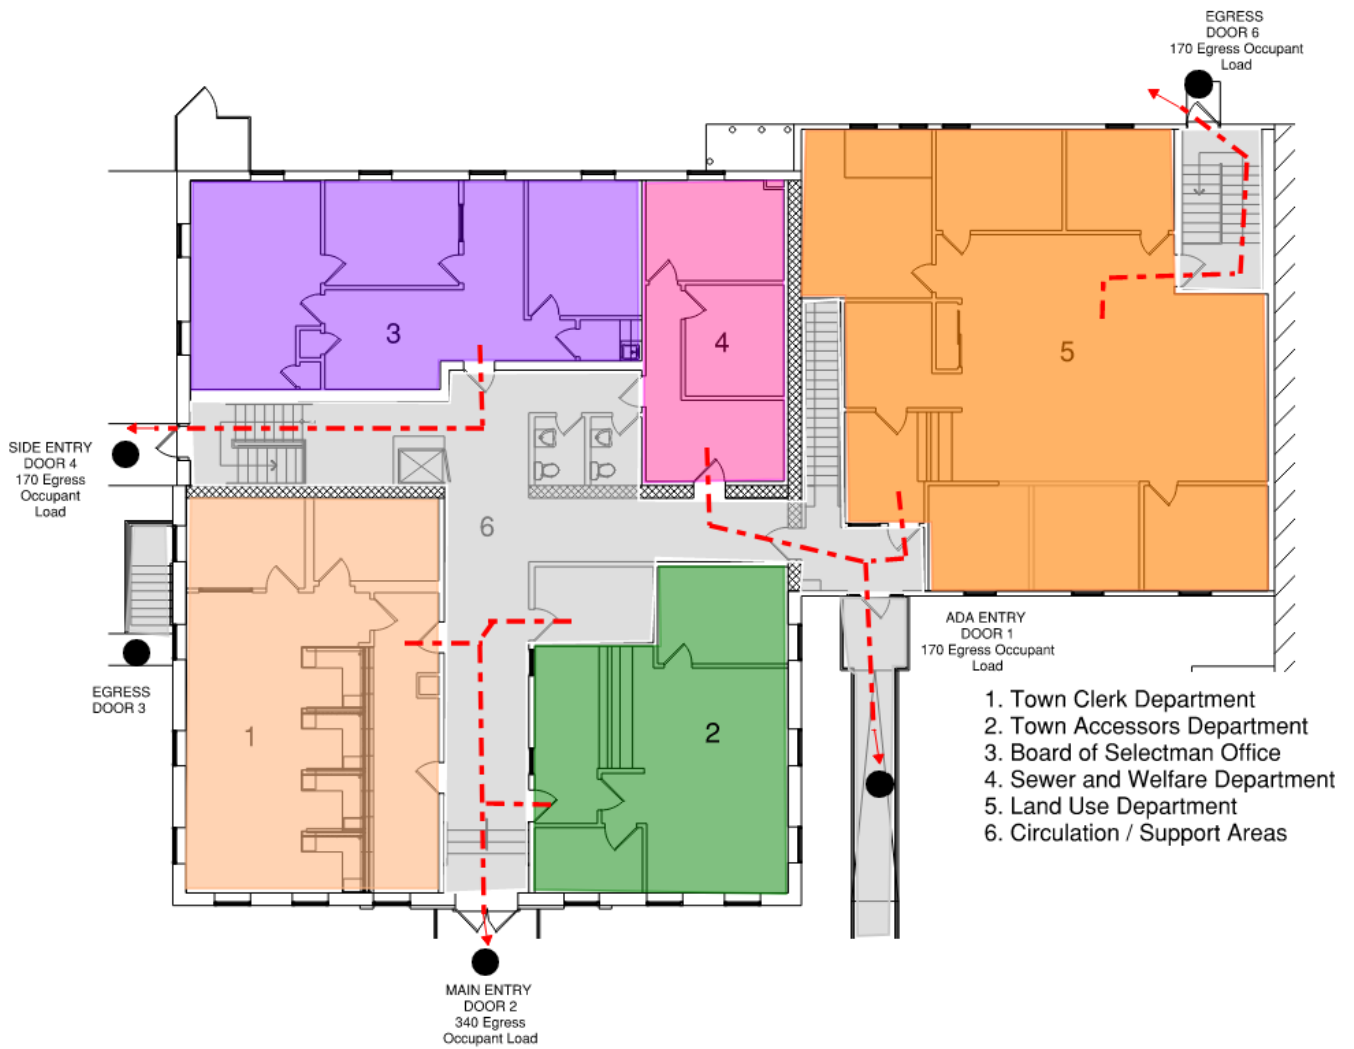 EGRESS
DOOR 6
170 Egress Occupant
Load
3
4
5
SIDE ENTRY
DOOR 4
170 Egress
Occupant
Load
6
EGRESS
DOOR 3
1
2
ADA ENTRY
DOOR 1
170 Egress Occupant
Load
1. Town Clerk Department
2. Town Accessors Department
3. Board of Selectman Office
4. Sewer and Welfare Department
5. Land Use Department
6. Circulation / Support Areas
MAIN ENTRY
DOOR 2
340 Egress
Occupant Load